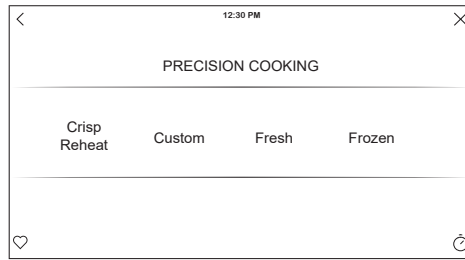 12:30 PM
PRECISION COOKING
Crisp
Reheat
Custom
Fresh
Frozen